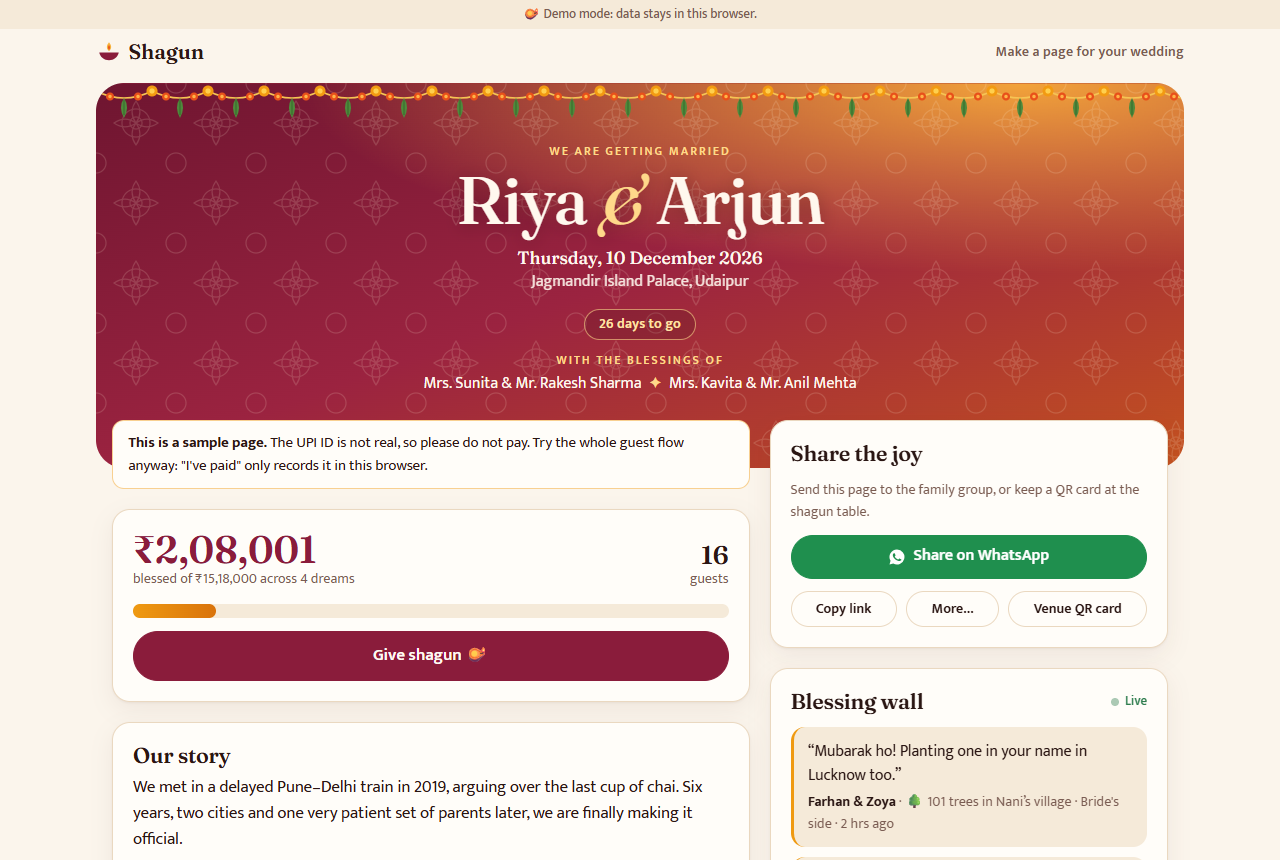 Demo mode: data stays in this browser.
Shagun
Make a page for your wedding
WE ARE GETTING MARRIED
Riya & Arjun
Thursday, 10 December 2026
Jagmandir Island Palace, Udaipur
26 days to go
WITH THE BLESSINGS OF
Mrs. Sunita & Mr. Rakesh Sharma ✦ Mrs. Kavita & Mr. Anil Mehta
This is a sample page. The UPI ID is not real, so please do not pay. Try the whole guest flow
anyway: "I've paid" only records it in this browser.
₹2,08,001
blessed of ₹15,18,000 across 4 dreams
16
guests
Give shagun
Our story
We met in a delayed Pune–Delhi train in 2019, arguing over the last cup of chai. Six
years, two cities and one very patient set of parents later, we are finally making it
official.
Share the joy
Send this page to the family group, or keep a QR card at the
shagun table.
Share on WhatsApp
Copy link
More...
Venue QR card
Blessing wall
Live
“Mubarak ho! Planting one in your name in
Lucknow too.”
Farhan & Zoya · 101 trees in Nani’s village · Bride's
side · 2 hrs ago